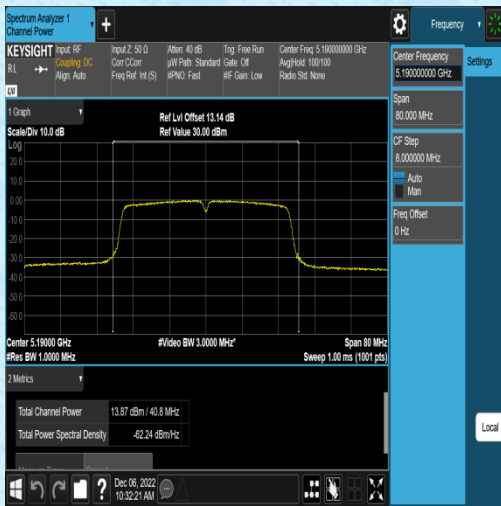 Spectrum Analyzer 1
Channel Power
+
Frequency
KEYSIGHT
RL
LXI
Input: RF
Coupling: DC
Align: Auto
Input Z: 50 Ω
Corr CCorr
Freq Ref: Int (S)
Atten: 40 dB
µW Path: Standard
#PNO: Fast
Trig: Free Run
Gate: Off
#IF Gain: Low
Center Freq: 5.190000000 GHz
Avg|Hold: 100/100
Radio Std: None
Center Frequency
5.190000000 GHz
Settings
Span
80.000 MHz
CF Step
8.000000 MHz
Auto
Man
Freq Offset
0 Hz
Local
1 Graph
Scale/Div 10.0 dB
Ref Lvl Offset 13.14 dB
Ref Value 30.00 dBm
Log
20.0
10.0
0.00
-10.0
-20.0
-30.0
-40.0
-50.0
-60.0
Center 5.19000 GHz
#Video BW 3.0000 MHz*
Span 80 MHz
#Res BW 1.0000 MHz
Sweep 1.00 ms (1001 pts)
2 Metrics
Total Channel Power 13.87 dBm / 40.8 MHz
Total Power Spectral Density -62.24 dBm/Hz
?
Dec 06, 2022
10:32:21 AM